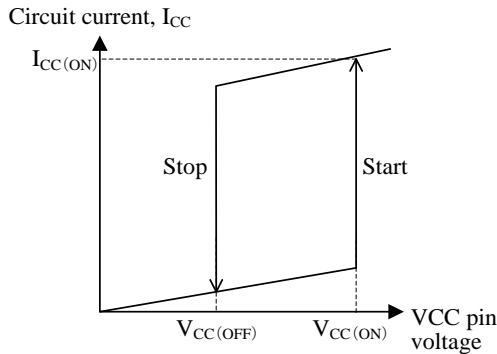 Circuit current, ICC
ICC(ON)
Stop
Start
VCC(OFF)
VCC(ON)
VCC pin
voltage